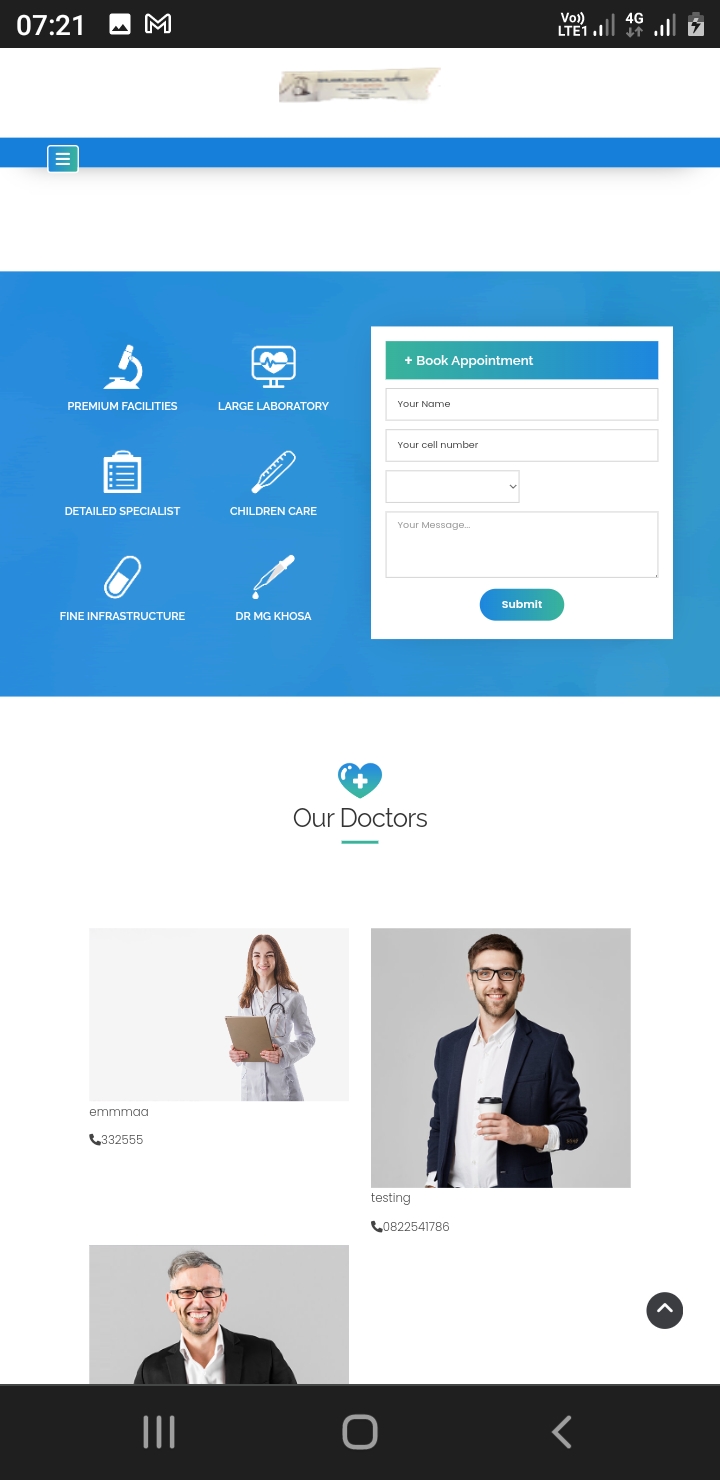 07:21
Vo))
LTE1
4G
+ Book Appointment
Your Name
Your cell number
Your Message...
Submit
PREMIUM FACILITIES
LARGE LABORATORY
DETAILED SPECIALIST
CHILDREN CARE
FINE INFRASTRUCTURE
DR MG KHOSA
Our Doctors
emmmaa
332555
testing
0822541786